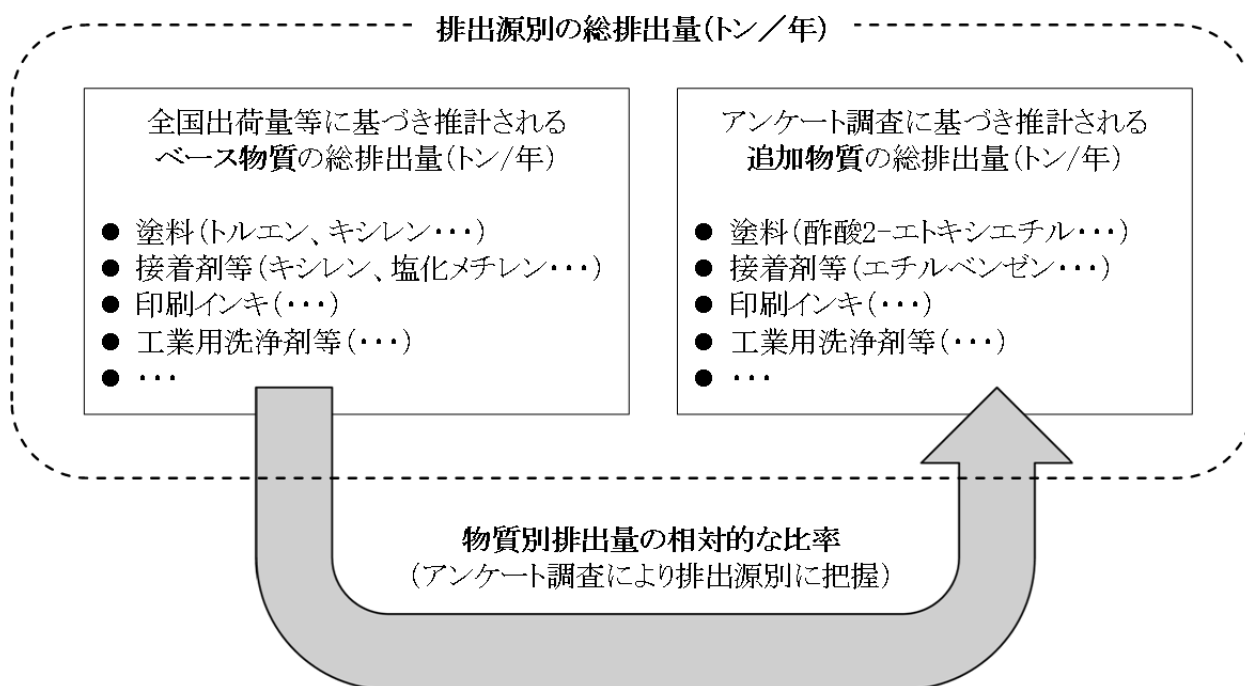 排出源別の総排出量(トン／年)
全国出荷量等に基づき推計される
ベース物質の総排出量(トン/年)
● 塗料(トルエン、キシレン･･･)
● 接着剤等(キシレン、塩化メチレン･･･)
● 印刷インキ(･･･)
● 工業用洗浄剤等(･･･)
● ･･･
アンケート調査に基づき推計される
追加物質の総排出量(トン/年)
● 塗料(酢酸2-エトキシエチル･･･)
● 接着剤等(エチルベンゼン･･･)
● 印刷インキ(･･･)
● 工業用洗浄剤等(･･･)
● ･･･
物質別排出量の相対的な比率
(アンケート調査により排出源別に把握)